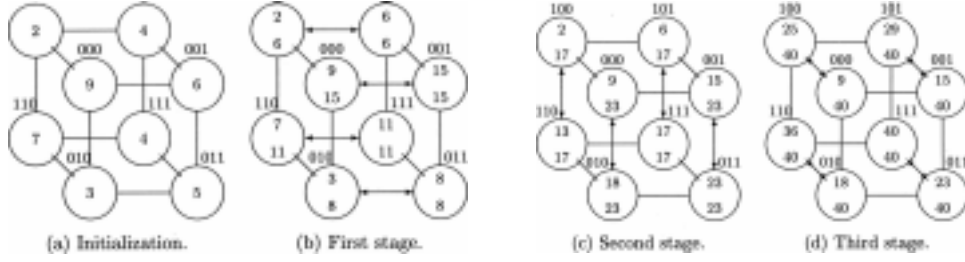 100 101
2 4 2 6 2 6 25 29
000 6 000 6 17 000 17 40 000 40
001 001 001 001
9 6 9 15 9 15 9 15
15 15 23 23 40 40
110 111 110 111 110 111 110 111
7 4 7 11 13 17 36 40
11 11 17 17 40 40
010 011 010 011 010 011 010 011
3 5 3 8 18 23 18 23
8 8 23 23 40 40
(a) Initialization. (b) First stage. (c) Second stage. (d) Third stage.